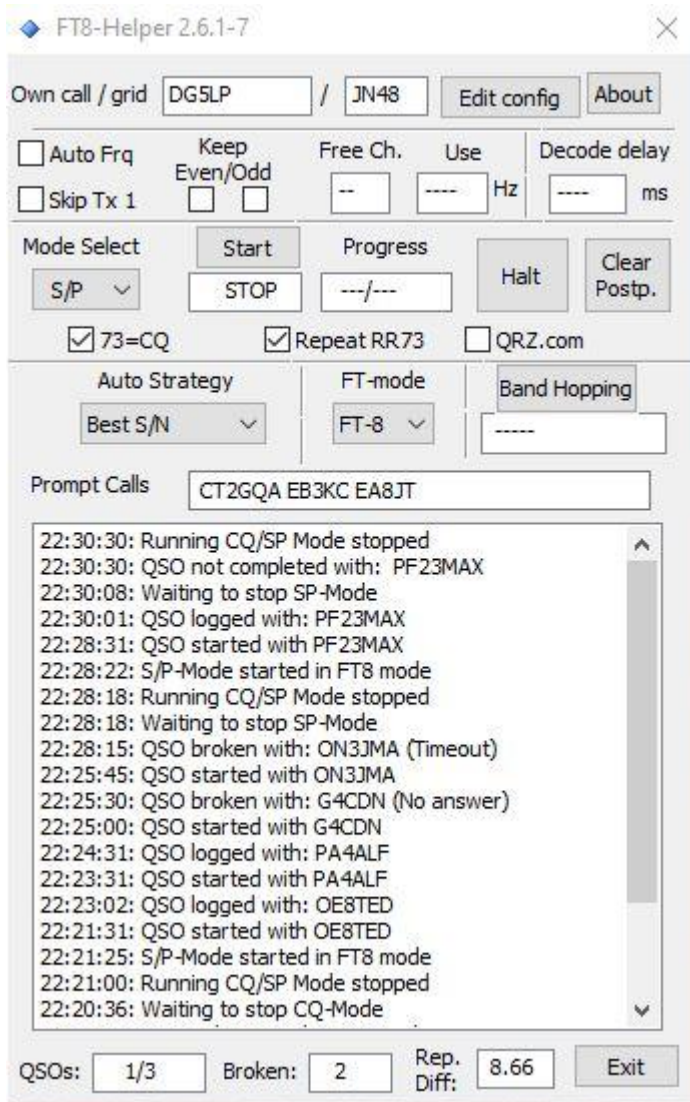 FT8-Helper 2.6.1-7
Own call / grid DG5LP / JN48 Edit config About
Auto Frq Keep Even/Odd Free Ch. Use Decode delay
Skip Tx 1 -- ---- Hz ---- ms
Mode Select Start Progress Halt Clear Postp.
S/P STOP ---/---
73=CQ Repeat RR73 QRZ.com
Auto Strategy FT-mode Band Hopping
Best S/N FT-8 -----
Prompt Calls CT2GQA EB3KC EA8JT
22:30:30: Running CQ/SP Mode stopped
22:30:30: QSO not completed with: PF23MAX
22:30:08: Waiting to stop SP-Mode
22:30:01: QSO logged with: PF23MAX
22:28:31: QSO started with PF23MAX
22:28:22: S/P-Mode started in FT8 mode
22:28:18: Running CQ/SP Mode stopped
22:28:18: Waiting to stop SP-Mode
22:28:15: QSO broken with: ON3JMA (Timeout)
22:25:45: QSO started with ON3JMA
22:25:30: QSO broken with: G4CDN (No answer)
22:25:00: QSO started with G4CDN
22:24:31: QSO logged with: PA4ALF
22:23:31: QSO started with PA4ALF
22:23:02: QSO logged with: OE8TED
22:21:31: QSO started with OE8TED
22:21:25: S/P-Mode started in FT8 mode
22:21:00: Running CQ/SP Mode stopped
22:20:36: Waiting to stop CQ-Mode
QSOs: 1/3 Broken: 2 Rep. Diff: 8.66 Exit